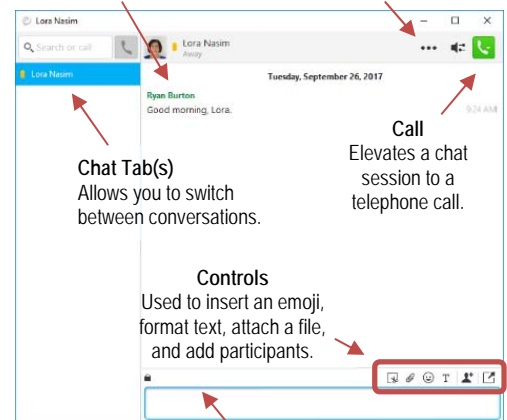 Lora Nasim
Search or call
Lora Nasim
Away
Lora Nasim
Tuesday, September 26, 2017
Ryan Burton
Good morning, Lora.
9:24 AM
Chat Tab(s)
Allows you to switch
between conversations.
Call
Elevates a chat
session to a
telephone call.
Controls
Used to insert an emoji,
format text, attach a file,
and add participants.
T